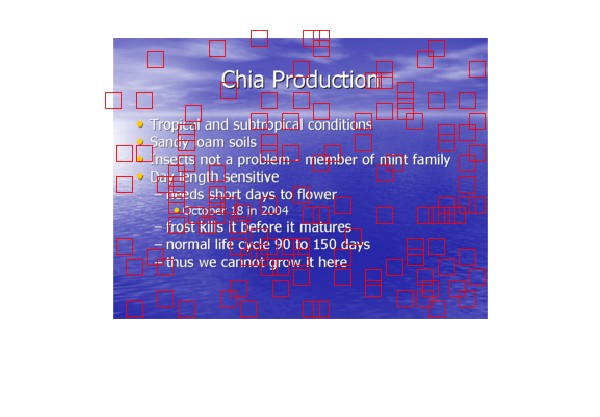 Chia Production
Tropical and subtropical conditions
Sandy loam soils
Insects not a problem - member of mint family
Day length sensitive
– needs short days to flower
October 18 in 2004
– frost kills it before it matures
– normal life cycle 90 to 150 days
– thus we cannot grow it here